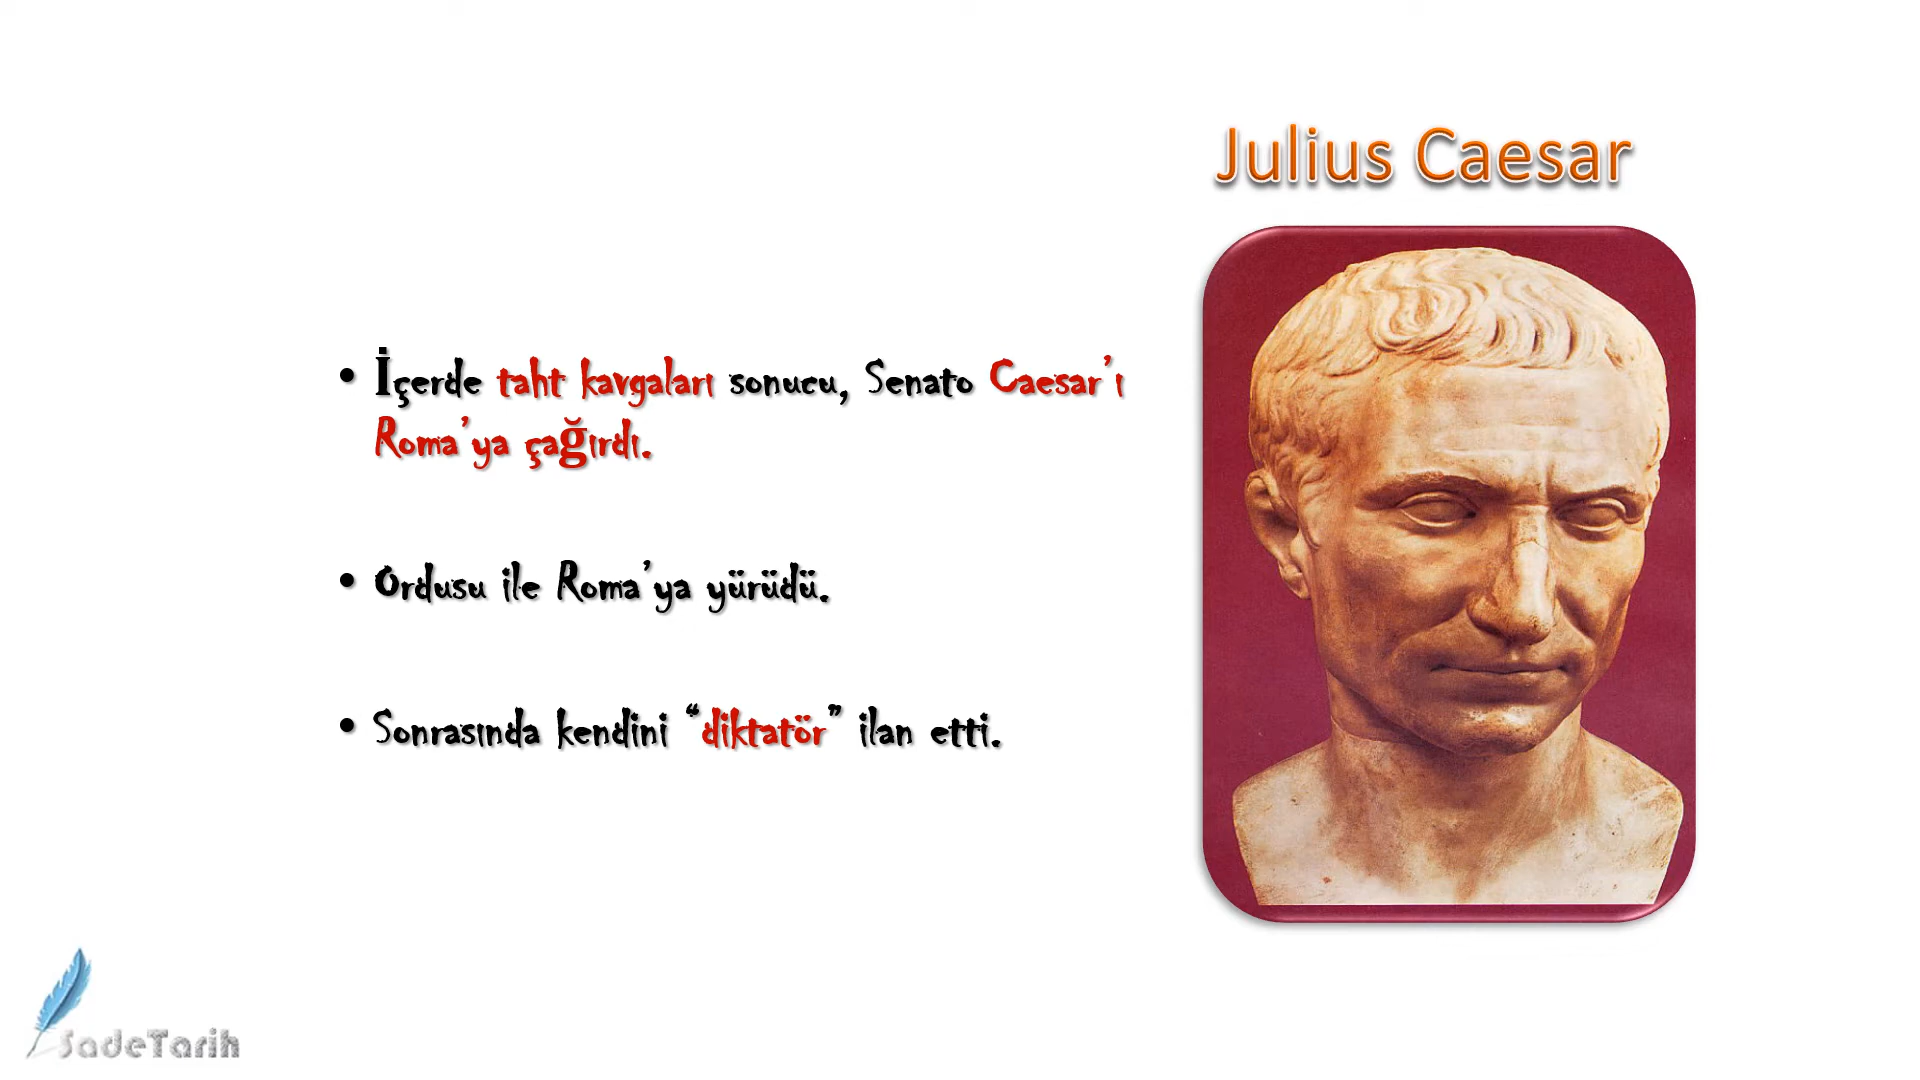 Julius Caesar
• İçerde taht kavgaları sonucu, Senato Caesar'ı
Roma'ya çağırdı.
• Ordusu ile Roma'ya yürüdü.
• Sonrasında kendini “diktatör” ilan etti.
SadeTarih